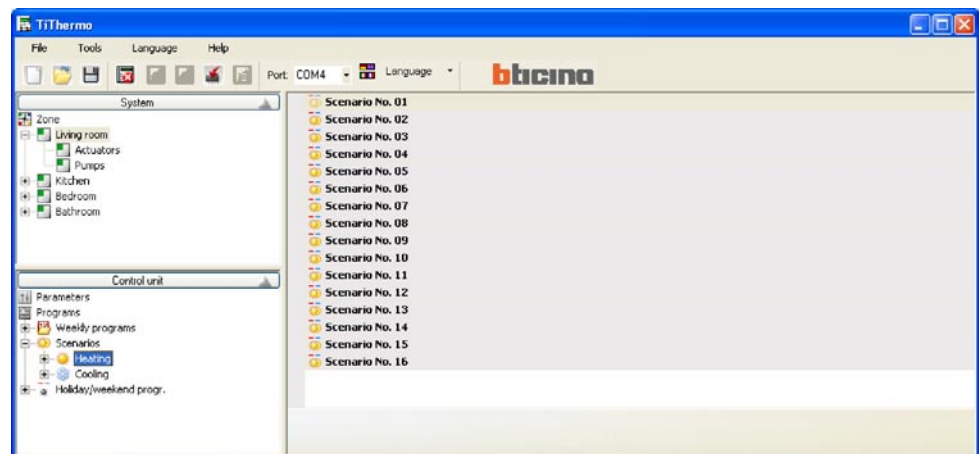 TiThermo
File Tools Language Help
Port: COM4 Language bticino
System
Zone
Living room
Actuators
Pumps
Kitchen
Bedroom
Bathroom
Control unit
Parameters
Programs
Weekly programs
Scenarios
Heating
Cooling
Holiday/weekend progr.
Scenario No. 01
Scenario No. 02
Scenario No. 03
Scenario No. 04
Scenario No. 05
Scenario No. 06
Scenario No. 07
Scenario No. 08
Scenario No. 09
Scenario No. 10
Scenario No. 11
Scenario No. 12
Scenario No. 13
Scenario No. 14
Scenario No. 15
Scenario No. 16